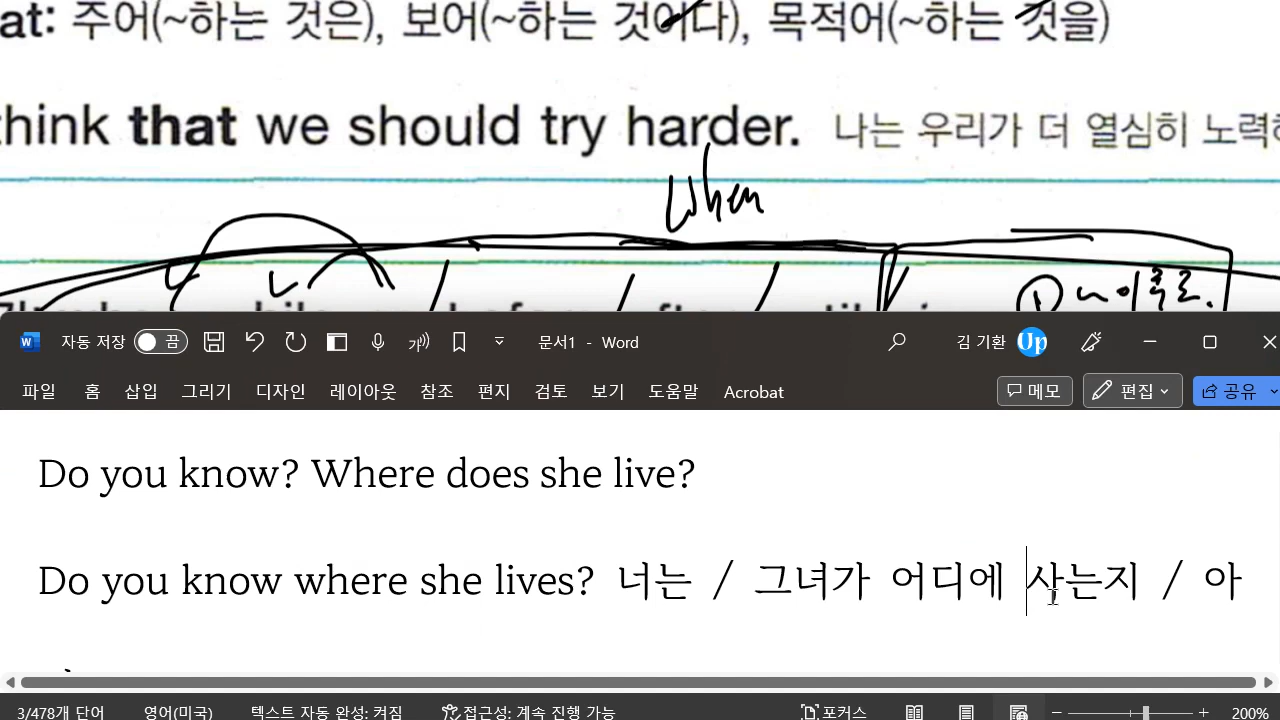 at: 주어(~하는 것은), 보어(~하는 것이다), 목적어(~하는 것을)
think that we should try harder. 나는 우리가 더 열심히 노력해
When
자동 저장 끔 가)) 문서1 - Word 김 기환 Up
파일 홈 삽입 그리기 디자인 레이아웃 참조 편지 검토 보기 도움말 Acrobat 메모 편집 공유
Do you know? Where does she live?
Do you know where she lives? 너는 / 그녀가 어디에 사는지 / 아
3/478개 단어 영어(미국) 텍스트 자동 완성: 켜짐 접근성: 계속 진행 가능 포커스 200%